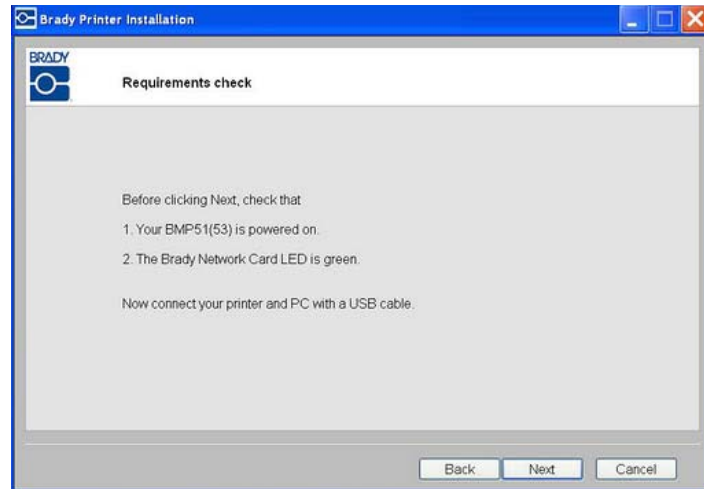 Brady Printer Installation
BRADY
Requirements check
Before clicking Next, check that
1. Your BMP51(53) is powered on.
2. The Brady Network Card LED is green.
Now connect your printer and PC with a USB cable.
Back Next Cancel